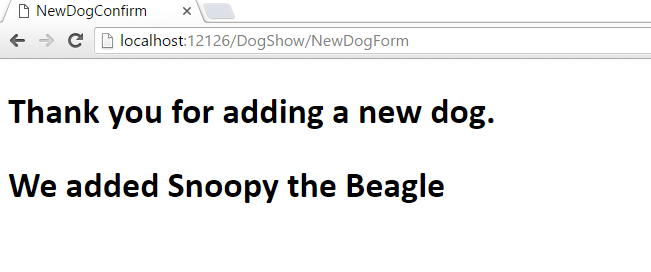 NewDogConfirm
localhost:12126/DogShow/NewDogForm
Thank you for adding a new dog.
We added Snoopy the Beagle